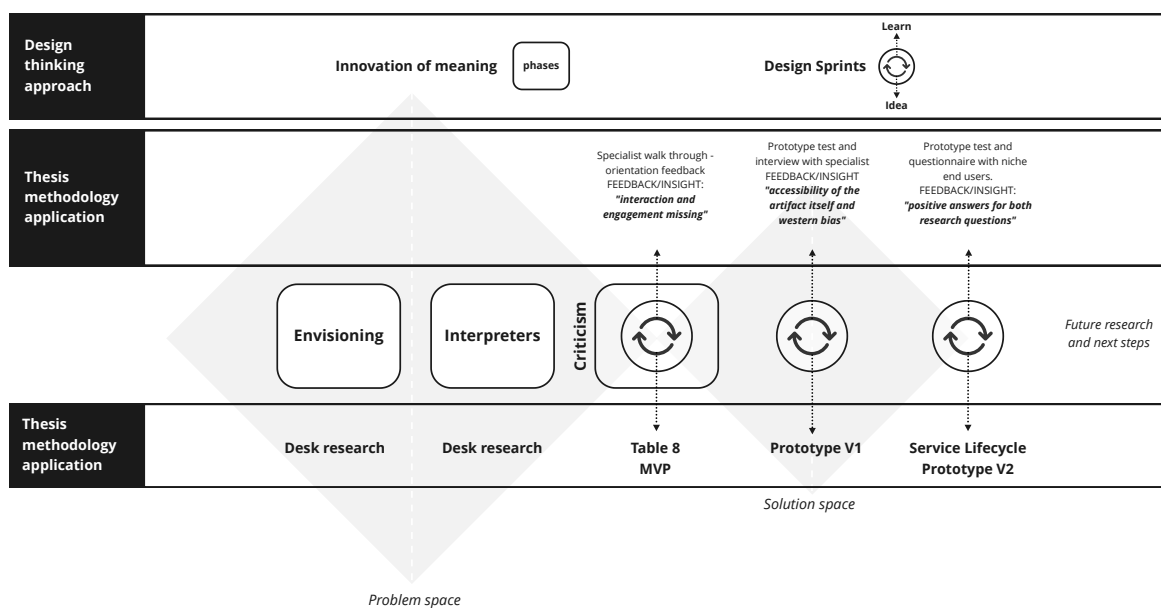 Design
thinking
approach
Innovation of meaning
phases
Design Sprints
Learn
Idea
Thesis
methodology
application
Specialist walk through -
orientation feedback
FEEDBACK/INSIGHT:
"interaction and
engagement missing"
Prototype test and
interview with specialist
FEEDBACK/INSIGHT
"accessibility of the
artifact itself and
western bias"
Prototype test and
questionnaire with niche
end users.
FEEDBACK/INSIGHT:
"positive answers for both
research questions"
Envisioning
Interpreters
Criticism
Future research
and next steps
Thesis
methodology
application
Desk research
Desk research
Table 8
MVP
Prototype V1
Service Lifecycle
Prototype V2
Solution space
Problem space